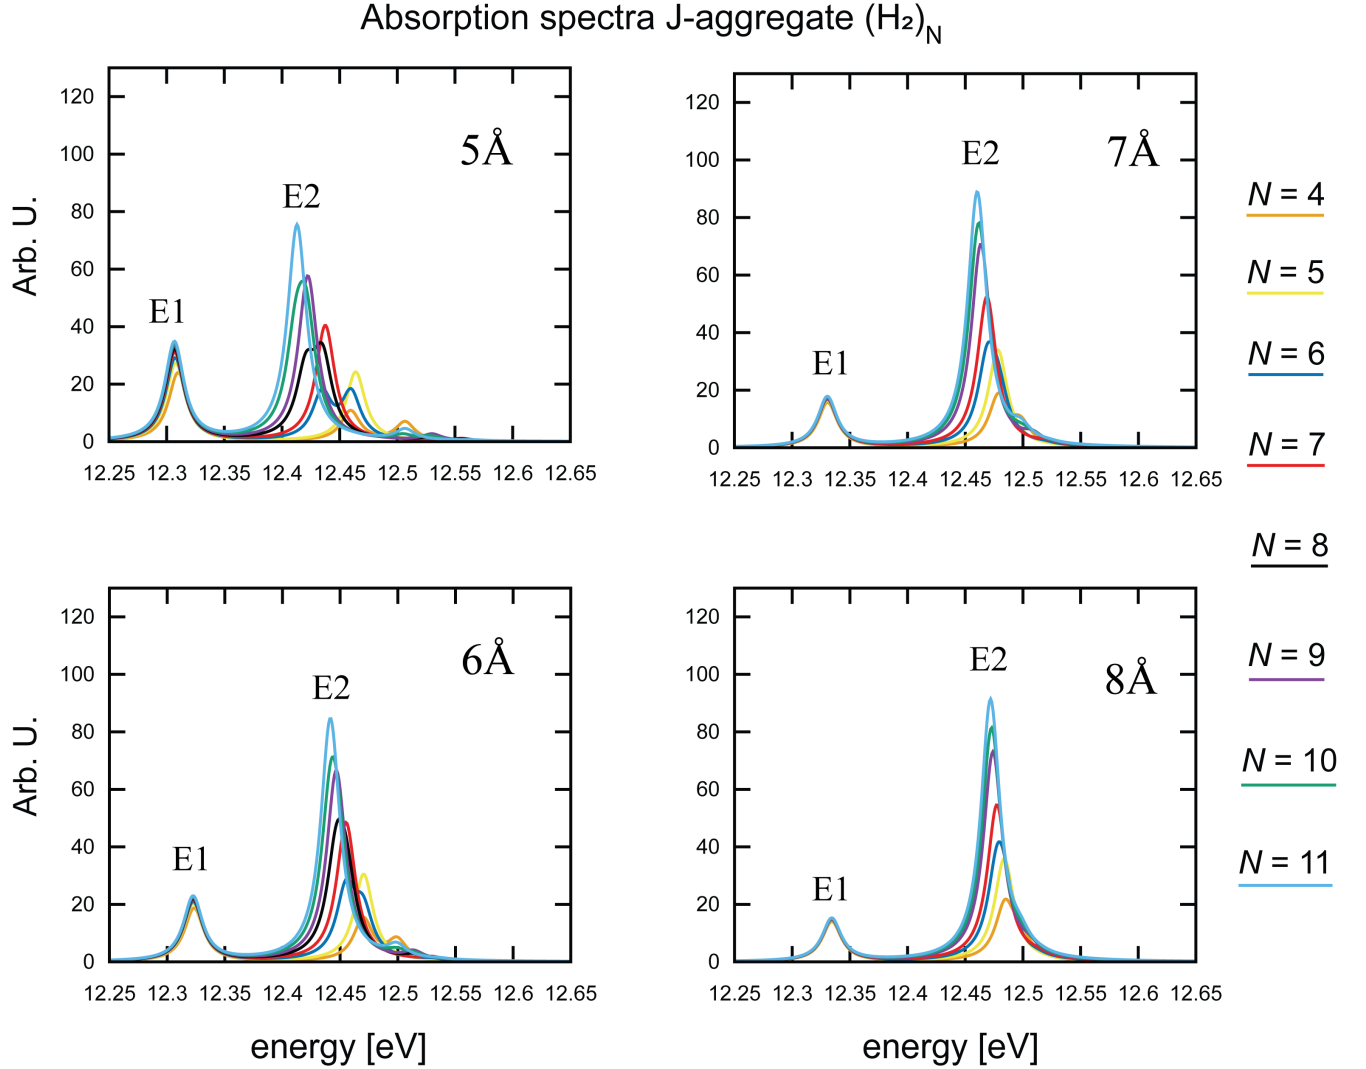 Absorption spectra J-aggregate (H₂)N
5Å
E1
E2
Arb. U.
0
20
40
60
80
100
120
12.25 12.3 12.35 12.4 12.45 12.5 12.55 12.6 12.65
7Å
E1
E2
0
20
40
60
80
100
120
12.25 12.3 12.35 12.4 12.45 12.5 12.55 12.6 12.65
6Å
E1
E2
Arb. U.
0
20
40
60
80
100
120
12.25 12.3 12.35 12.4 12.45 12.5 12.55 12.6 12.65
energy [eV]
8Å
E1
E2
0
20
40
60
80
100
120
12.25 12.3 12.35 12.4 12.45 12.5 12.55 12.6 12.65
energy [eV]
N = 4
N = 5
N = 6
N = 7
N = 8
N = 9
N = 10
N = 11